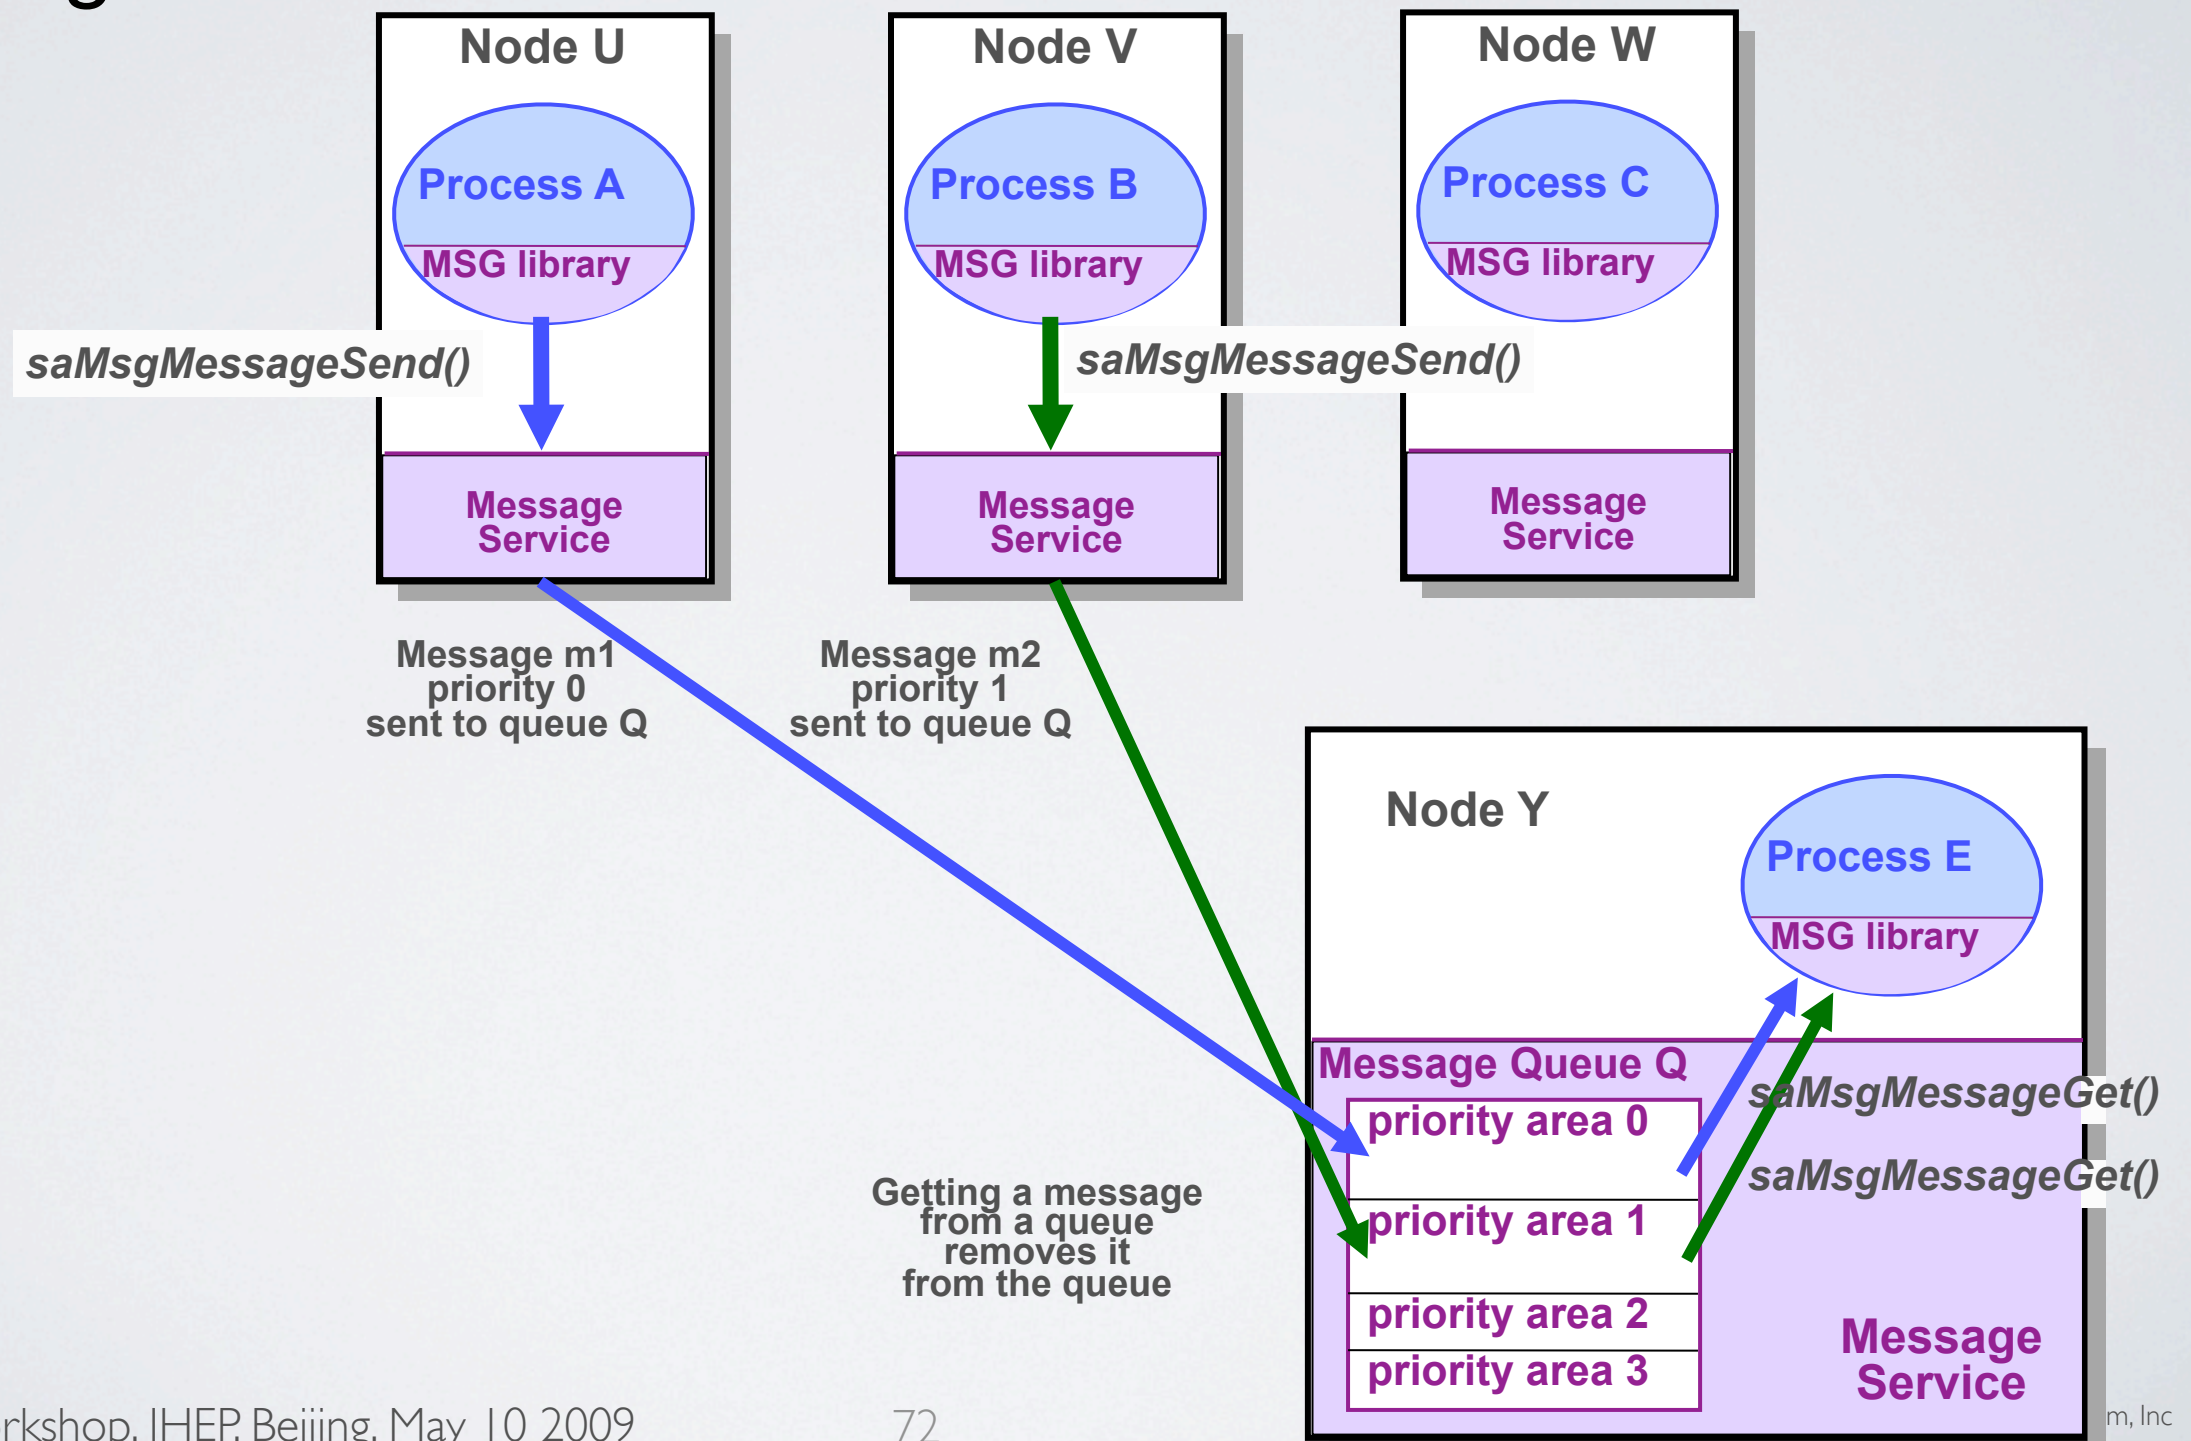 Node U
Node V
Node W
Process A
MSG library
Process B
MSG library
Process C
MSG library
saMsgMessageSend()
saMsgMessageSend()
Message
Service
Message
Service
Message
Service
Message m1
priority 0
sent to queue Q
Message m2
priority 1
sent to queue Q
Node Y
Process E
MSG library
Message Queue Q
priority area 0
priority area 1
priority area 2
priority area 3
saMsgMessageGet()
saMsgMessageGet()
Getting a message
from a queue
removes it
from the queue
Message
Service
IHEP, Beijing, May 10 2009
72
Inc